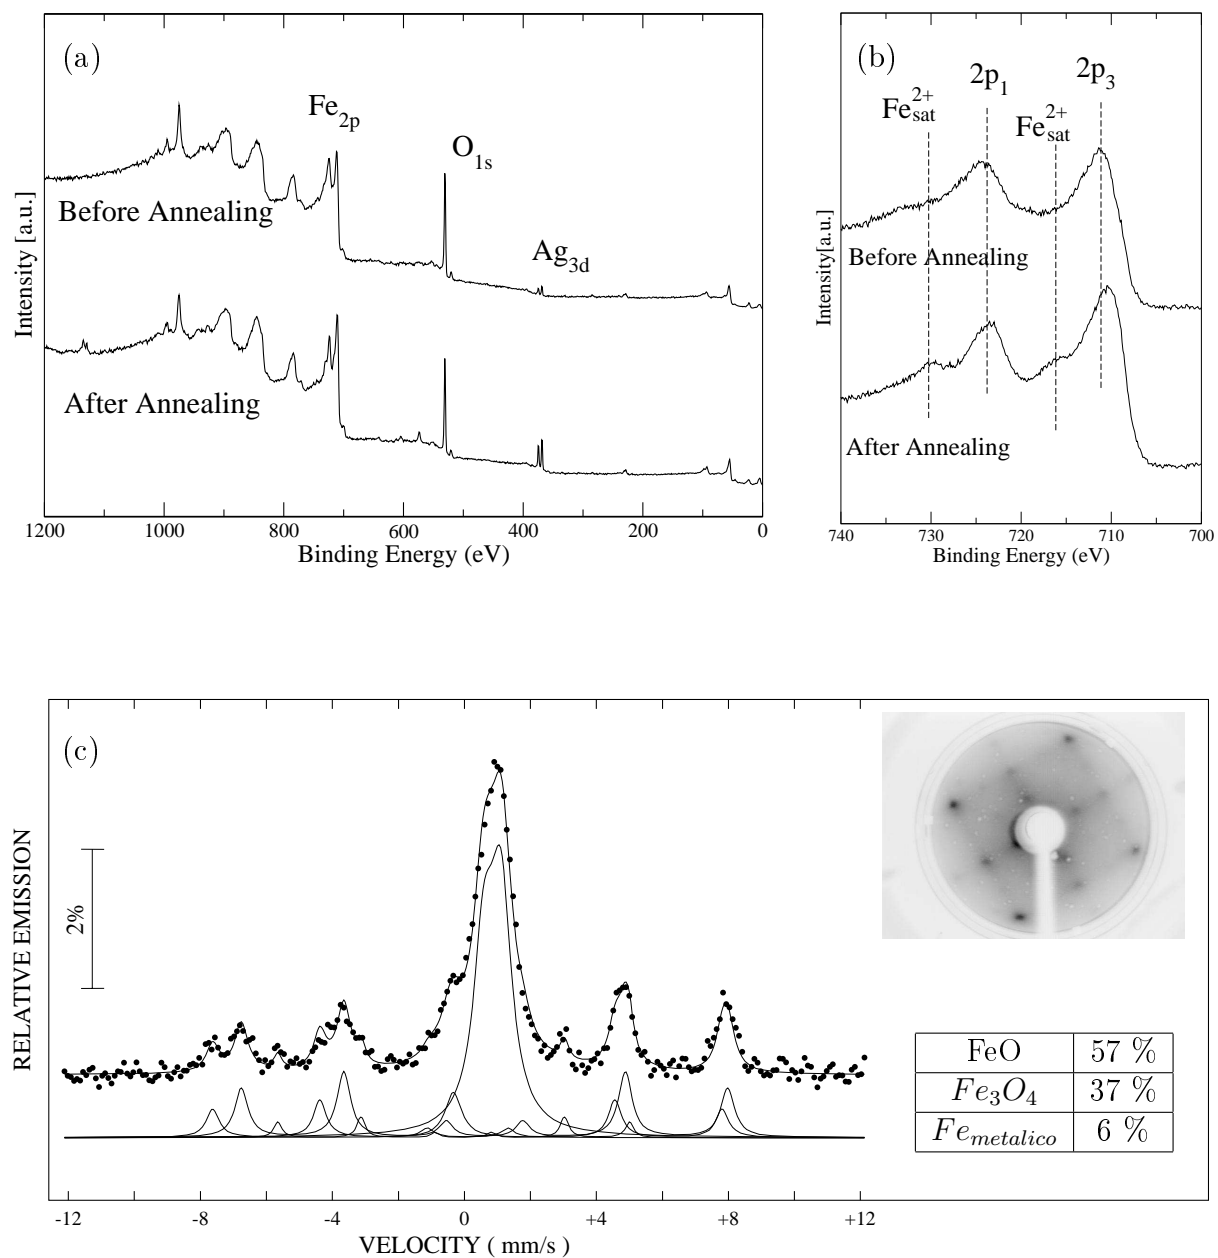 (a)
Fe2p
O1s
Ag3d
Before Annealing
After Annealing
Intensity [a.u.]
1200 1000 800 600 400 200 0
Binding Energy (eV)
(b)
2p1
2p3
Fe2+sat
Fe2+sat
Before Annealing
After Annealing
Intensity[a.u.]
740 730 720 710 700
Binding Energy (eV)
(c)
2%
RELATIVE EMISSION
-12 -8 -4 0 +4 +8 +12
VELOCITY ( mm/s )
FeO 57 %
Fe3O4 37 %
Femetalico 6 %